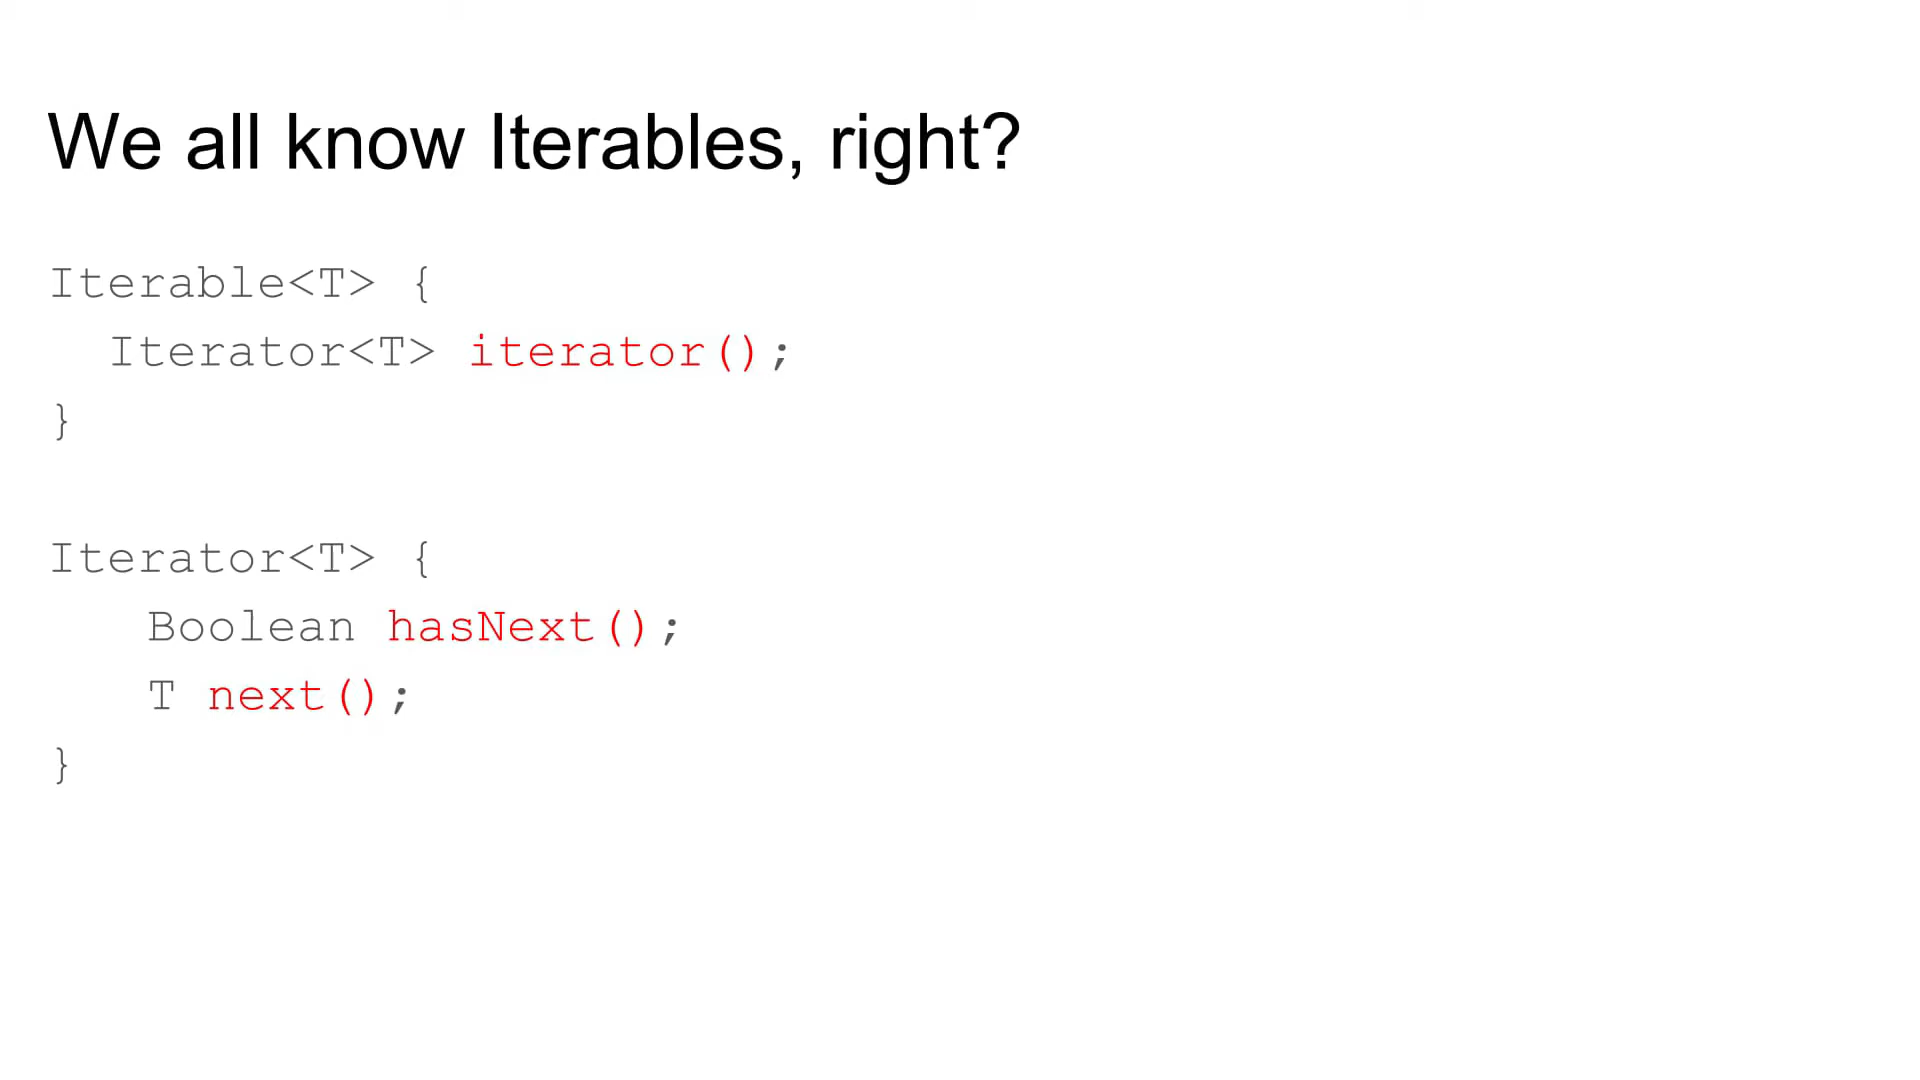 We all know Iterables, right?
Iterable<T> {
Iterator<T> iterator();
}
Iterator<T> {
Boolean hasNext();
T next();
}